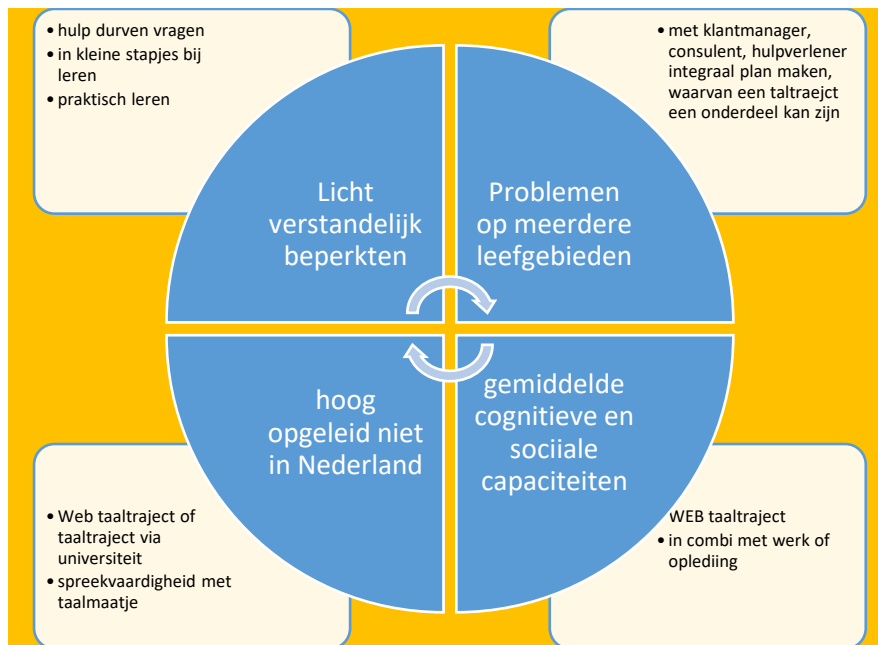 • hulp durven vragen
• in kleine stapjes bij
leren
• praktisch leren
• met klantmanager,
consulent, hulpverlener
integraal plan maken,
waarvan een taltraejct
een onderdeel kan zijn
Licht
verstandelijk
beperkten
Problemen
op meerdere
leefgebieden
hoog
opgeleid niet
in Nederland
gemiddelde
cognitieve en
sociiale
capaciteiten
• Web taaltraject of
taaltraject via
universiteit
• spreekvaardigheid met
taalmaatje
WEB taaltraject
• in combi met werk of
oplediing